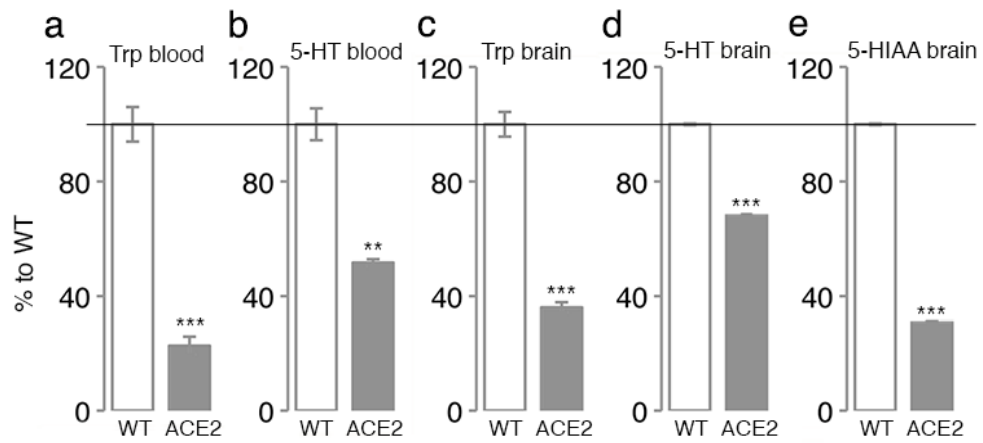 a b c d e
Trp blood 5-HT blood Trp brain 5-HT brain 5-HIAA brain
120 120 120 120 120
80 80 80 80 80
40 40 40 40 40
0 0 0 0 0
% to WT
*** ** *** *** ***
WT ACE2 WT ACE2 WT ACE2 WT ACE2 WT ACE2